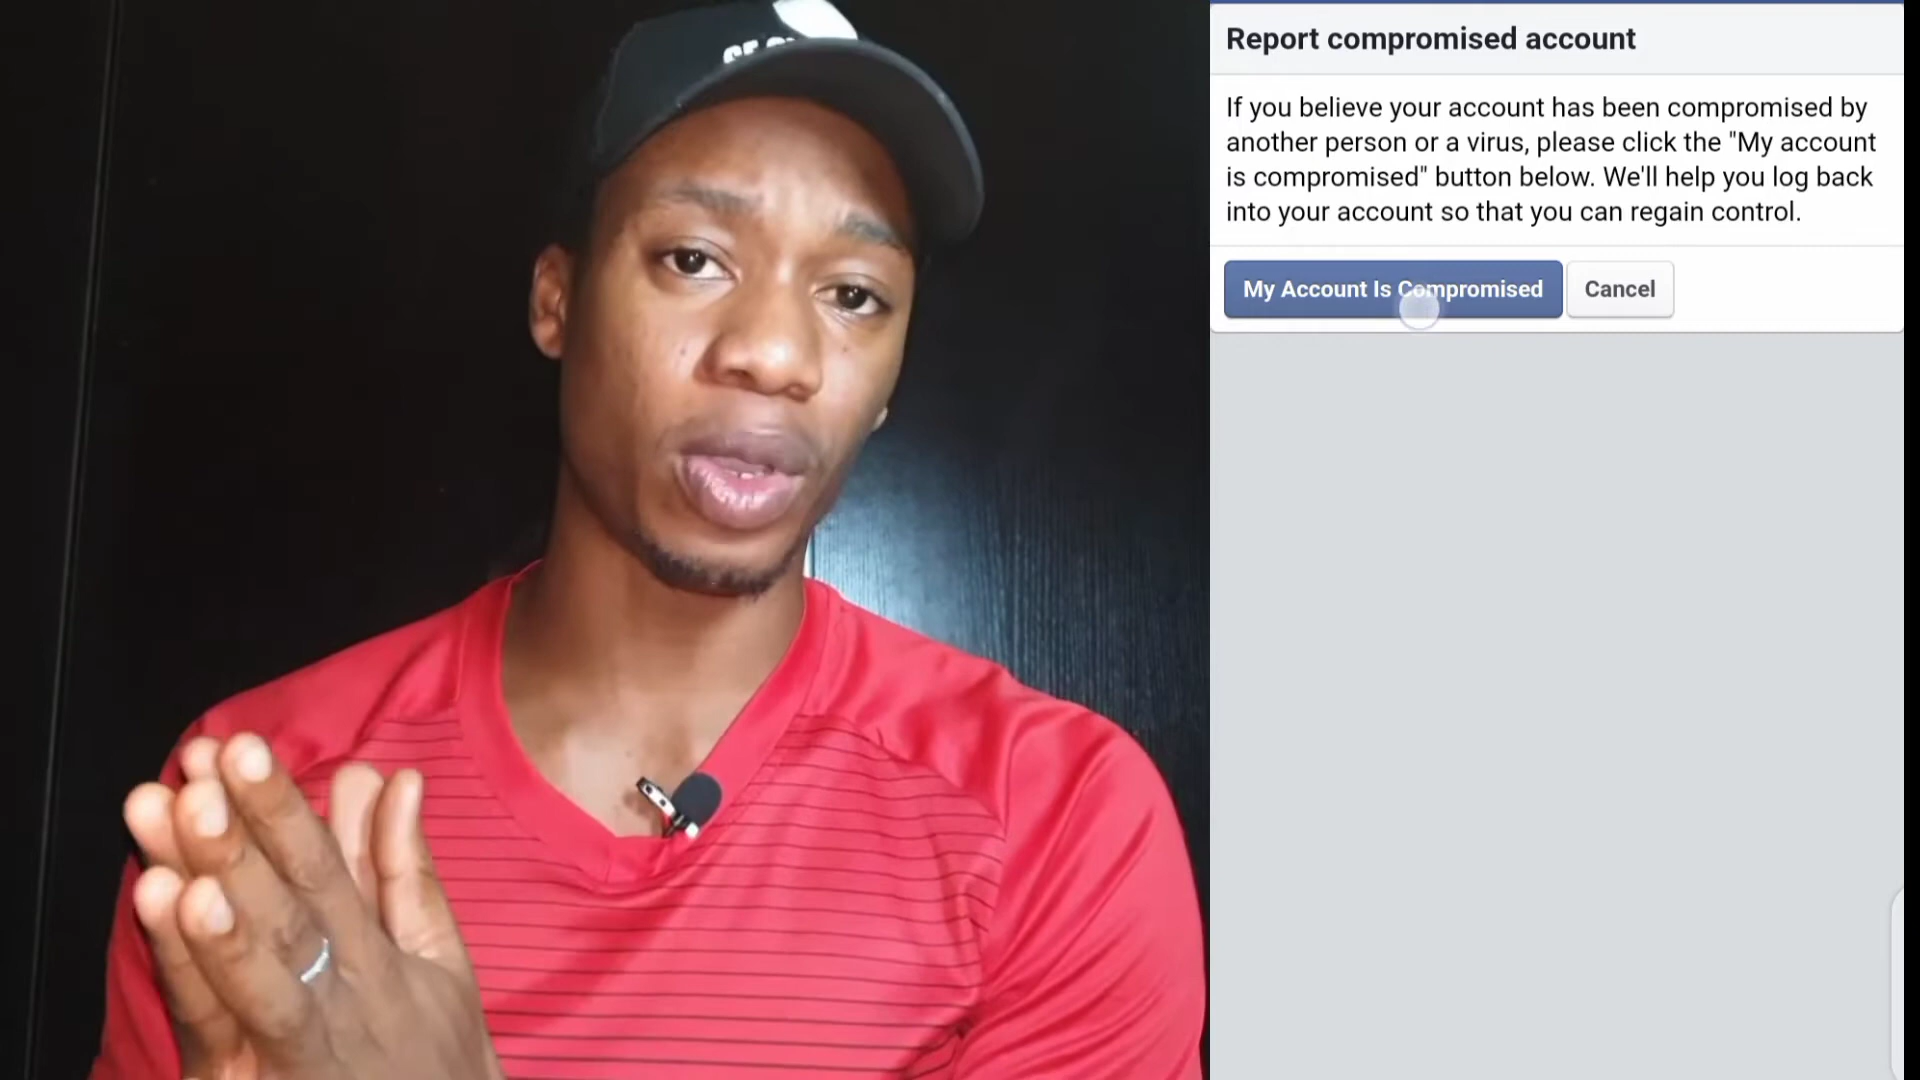 Report compromised account
If you believe your account has been compromised by
another person or a virus, please click the "My account
is compromised" button below. We'll help you log back
into your account so that you can regain control.
My Account Is Compromised
Cancel